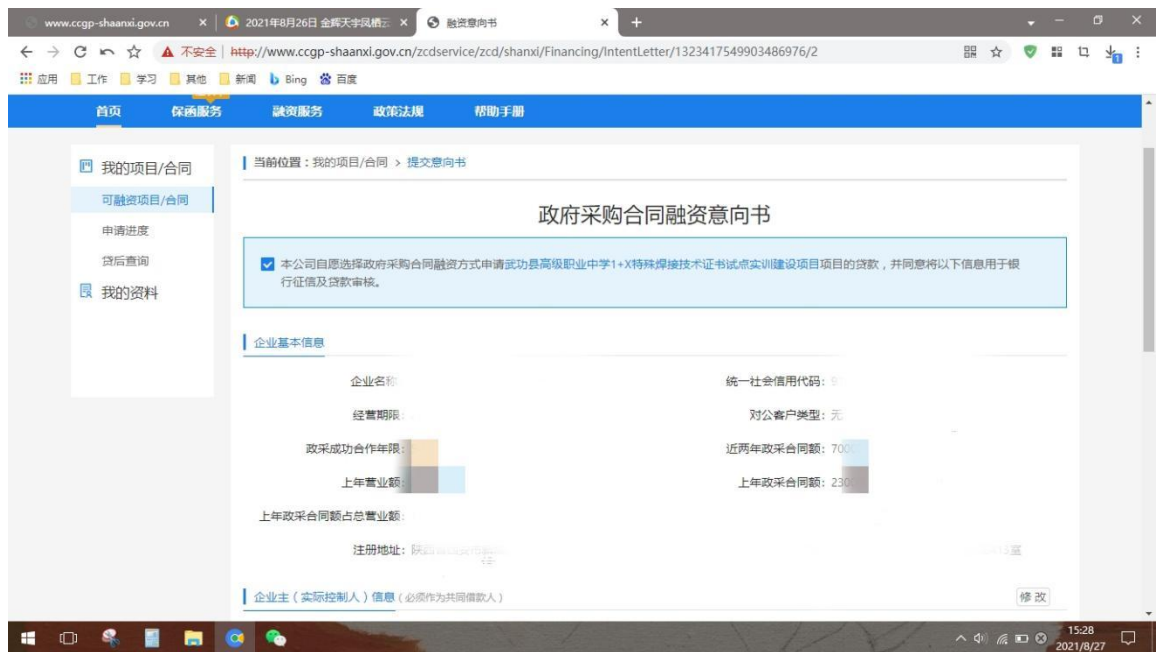 www.ccgp-shaanxi.gov.cn
2021年8月26日 金辉天宇凤栖云
融资意向书
不安全 | http://www.ccgp-shaanxi.gov.cn/zcdservice/zcd/shanxi/Financing/IntentLetter/1323417549903486976/2
应用 工作 学习 其他 新闻 Bing 百度
首页 保函服务 融资服务 政策法规 帮助手册
我的项目/合同
可融资项目/合同
申请进度
贷后查询
我的资料
当前位置：我的项目/合同 > 提交意向书
政府采购合同融资意向书
本公司自愿选择政府采购合同融资方式申请武功县高级职业中学1+X特殊焊接技术证书试点实训建设项目项目的贷款，并同意将以下信息用于银
行征信及贷款审核。
企业基本信息
企业名称 统一社会信用代码：9
经营期限： 对公客户类型：无
政采成功合作年限： 近两年政采合同额：700
上年营业额： 上年政采合同额：230
上年政采合同额占总营业额：
注册地址：陕 13室
企业主（实际控制人）信息（必须作为共同借款人） 修改
15:28
2021/8/27